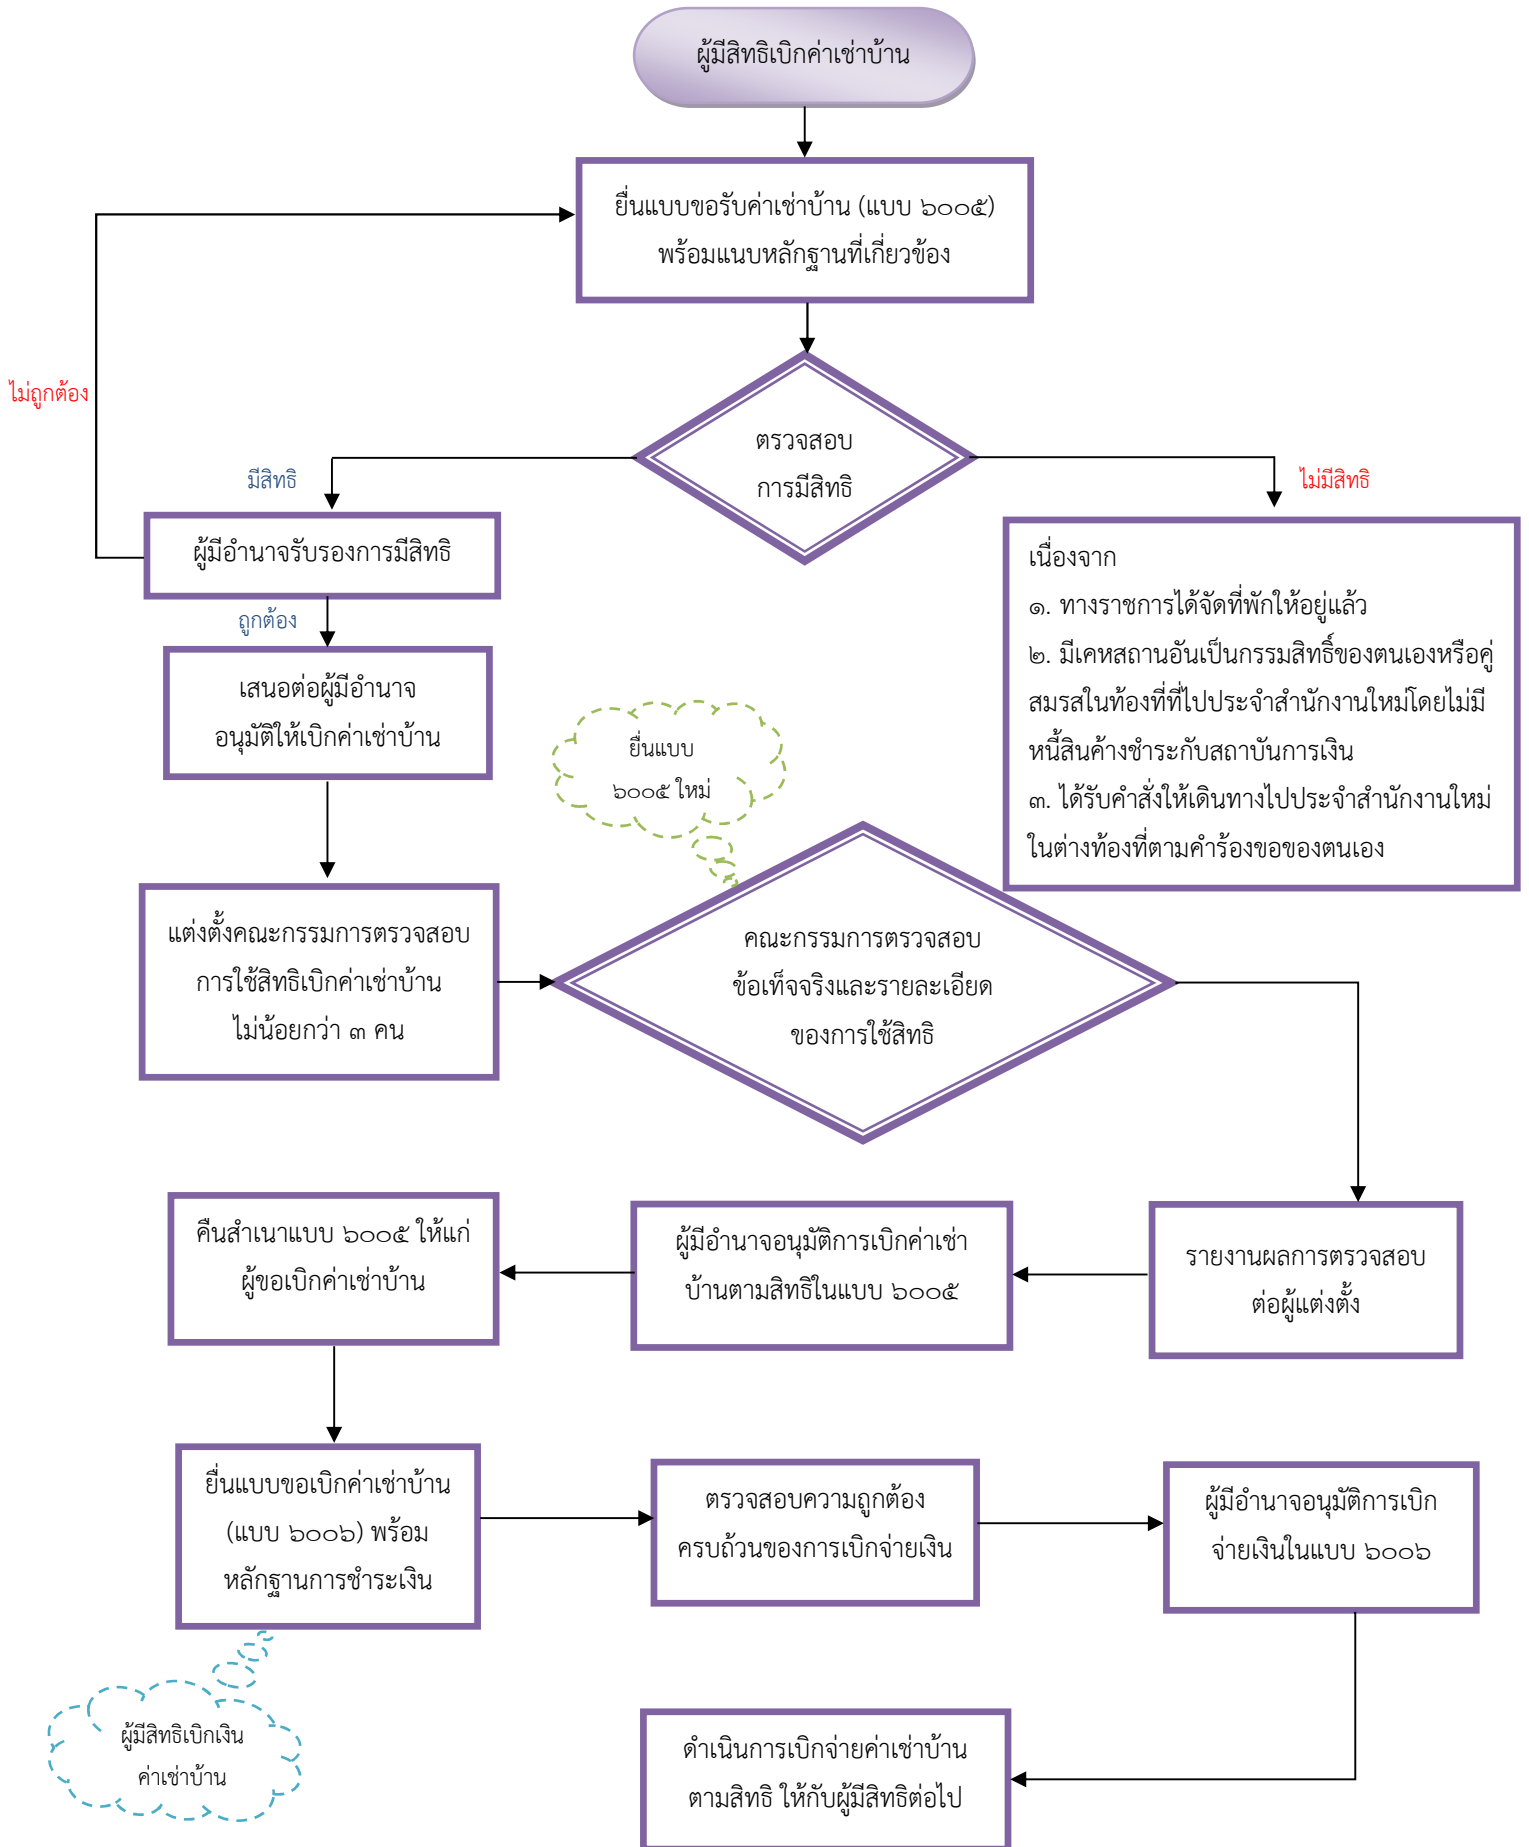 ผู้มีสิทธิเบิกค่าเช่าบ้าน
ยื่นแบบขอรับค่าเช่าบ้าน (แบบ ๖๐๐๕)
พร้อมแนบหลักฐานที่เกี่ยวข้อง
ไม่ถูกต้อง
ตรวจสอบ
การมีสิทธิ
มีสิทธิ
ไม่มีสิทธิ
ผู้มีอำนาจรับรองการมีสิทธิ
เนื่องจาก
๑. ทางราชการได้จัดที่พักให้อยู่แล้ว
๒. มีเคหสถานอันเป็นกรรมสิทธิ์ของตนเองหรือคู่
สมรสในท้องที่ที่ไปประจำสำนักงานใหม่โดยไม่มี
หนี้สินค้างชำระกับสถาบันการเงิน
๓. ได้รับคำสั่งให้เดินทางไปประจำสำนักงานใหม่
ในต่างท้องที่ตามคำร้องขอของตนเอง
ถูกต้อง
เสนอต่อผู้มีอำนาจ
อนุมัติให้เบิกค่าเช่าบ้าน
ยื่นแบบ
๖๐๐๕ ใหม่
แต่งตั้งคณะกรรมการตรวจสอบ
การใช้สิทธิเบิกค่าเช่าบ้าน
ไม่น้อยกว่า ๓ คน
คณะกรรมการตรวจสอบ
ข้อเท็จจริงและรายละเอียด
ของการใช้สิทธิ
คืนสำเนาแบบ ๖๐๐๕ ให้แก่
ผู้ขอเบิกค่าเช่าบ้าน
ผู้มีอำนาจอนุมัติการเบิกค่าเช่า
บ้านตามสิทธิในแบบ ๖๐๐๕
รายงานผลการตรวจสอบ
ต่อผู้แต่งตั้ง
ยื่นแบบขอเบิกค่าเช่าบ้าน
(แบบ ๖๐๐๖) พร้อม
หลักฐานการชำระเงิน
ตรวจสอบความถูกต้อง
ครบถ้วนของการเบิกจ่ายเงิน
ผู้มีอำนาจอนุมัติการเบิก
จ่ายเงินในแบบ ๖๐๐๖
ผู้มีสิทธิเบิกเงิน
ค่าเช่าบ้าน
ดำเนินการเบิกจ่ายค่าเช่าบ้าน
ตามสิทธิ ให้กับผู้มีสิทธิต่อไป